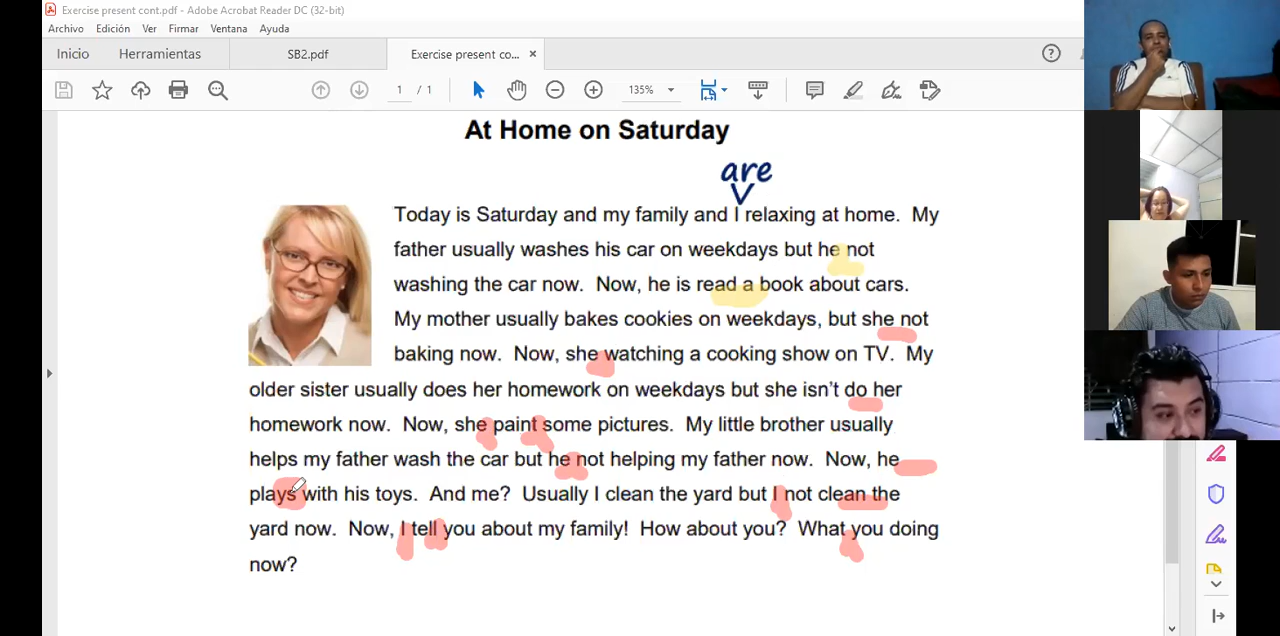 Exercise present cont.pdf - Adobe Acrobat Reader DC (32-bit)
Archivo Edición Ver Firmar Ventana Ayuda
Inicio Herramientas SB2.pdf Exercise present co... ×
1 / 1 135%
At Home on Saturday
are
Today is Saturday and my family and I relaxing at home. My
father usually washes his car on weekdays but he not
washing the car now. Now, he is read a book about cars.
My mother usually bakes cookies on weekdays, but she not
baking now. Now, she watching a cooking show on TV. My
older sister usually does her homework on weekdays but she isn't do her
homework now. Now, she paint some pictures. My little brother usually
helps my father wash the car but he not helping my father now. Now, he
plays with his toys. And me? Usually I clean the yard but I not clean the
yard now. Now, I tell you about my family! How about you? What you doing
now?